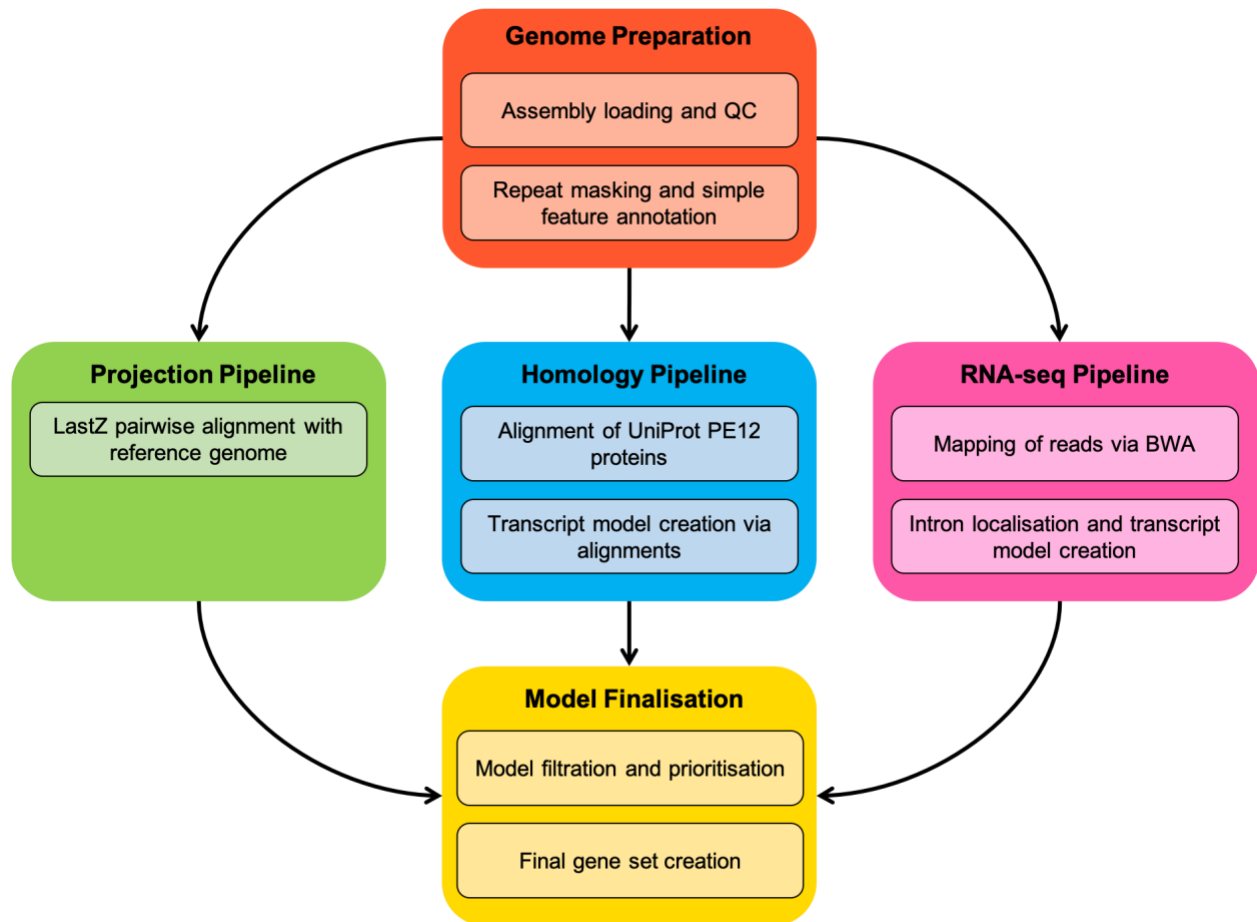 Genome Preparation
Assembly loading and QC
Repeat masking and simple
feature annotation
Projection Pipeline
LastZ pairwise alignment with
reference genome
Homology Pipeline
Alignment of UniProt PE12
proteins
Transcript model creation via
alignments
RNA-seq Pipeline
Mapping of reads via BWA
Intron localisation and transcript
model creation
Model Finalisation
Model filtration and prioritisation
Final gene set creation